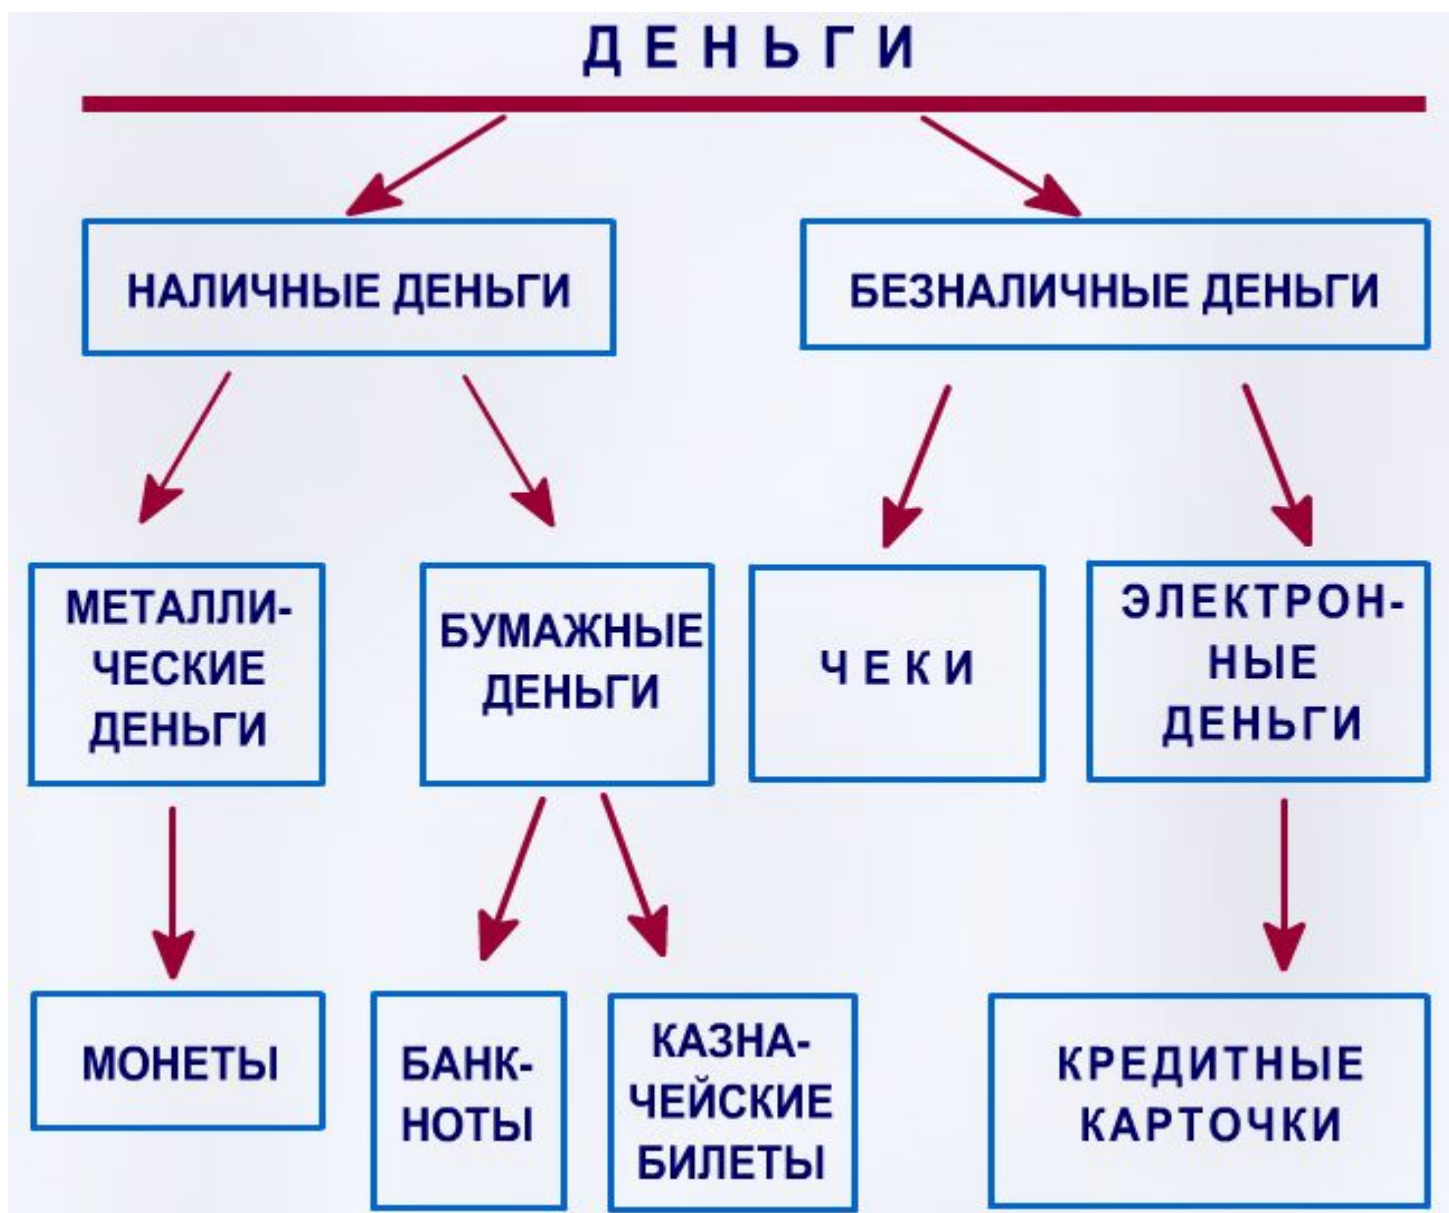 ДЕНЬГИ
НАЛИЧНЫЕ ДЕНЬГИ
БЕЗНАЛИЧНЫЕ ДЕНЬГИ
МЕТАЛЛИ-
ЧЕСКИЕ
ДЕНЬГИ
БУМАЖНЫЕ
ДЕНЬГИ
ЧЕКИ
ЭЛЕКТРОН-
НЫЕ
ДЕНЬГИ
МОНЕТЫ
БАНК-
НОТЫ
КАЗНА-
ЧЕЙСКИЕ
БИЛЕТЫ
КРЕДИТНЫЕ
КАРТОЧКИ